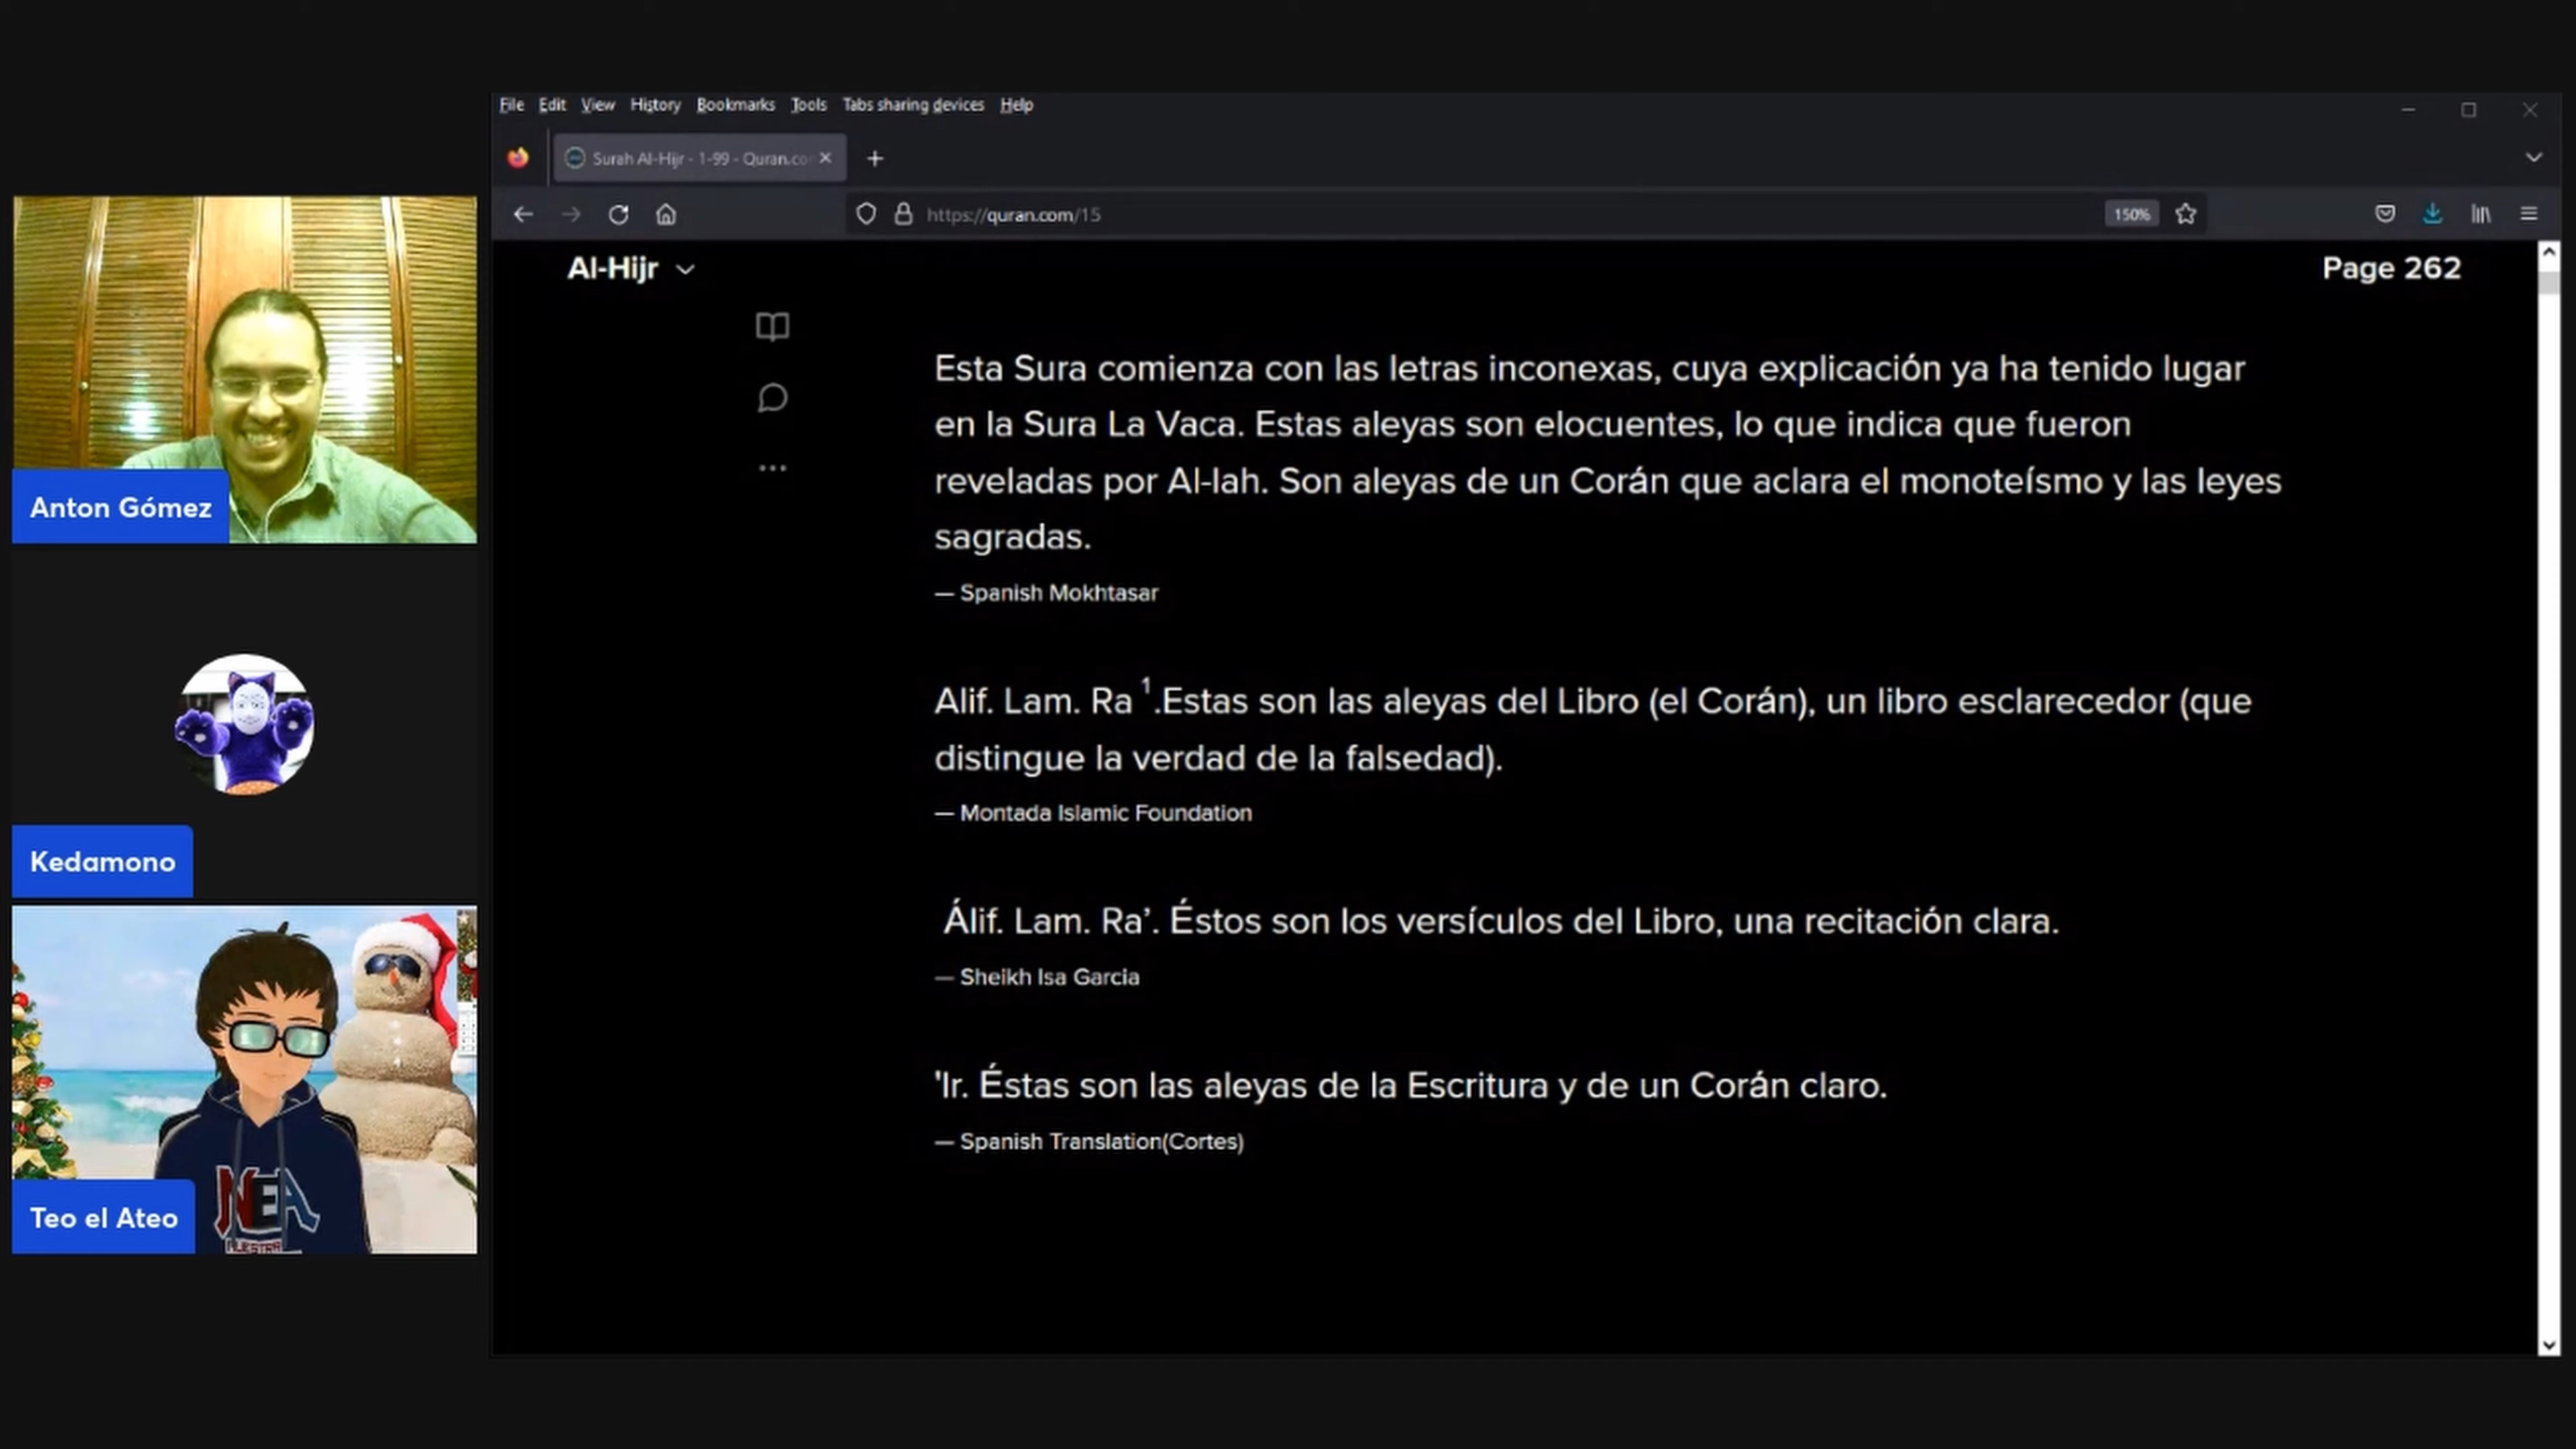 File Edit View History Bookmarks Tools Tabs sharing devices Help
Surah Al-Hijr - 1-99 - Quran.co
https://quran.com/15
150%
Al-Hijr
Page 262
Esta Sura comienza con las letras inconexas, cuya explicación ya ha tenido lugar
en la Sura La Vaca. Estas aleyas son elocuentes, lo que indica que fueron
reveladas por Al-lah. Son aleyas de un Corán que aclara el monoteísmo y las leyes
sagradas.
— Spanish Mokhtasar
Alif. Lam. Ra ¹.Estas son las aleyas del Libro (el Corán), un libro esclarecedor (que
distingue la verdad de la falsedad).
— Montada Islamic Foundation
Álif. Lam. Ra’. Éstos son los versículos del Libro, una recitación clara.
— Sheikh Isa Garcia
'Ir. Éstas son las aleyas de la Escritura y de un Corán claro.
— Spanish Translation(Cortes)
Anton Gómez
Kedamono
NEA
Teo el Ateo